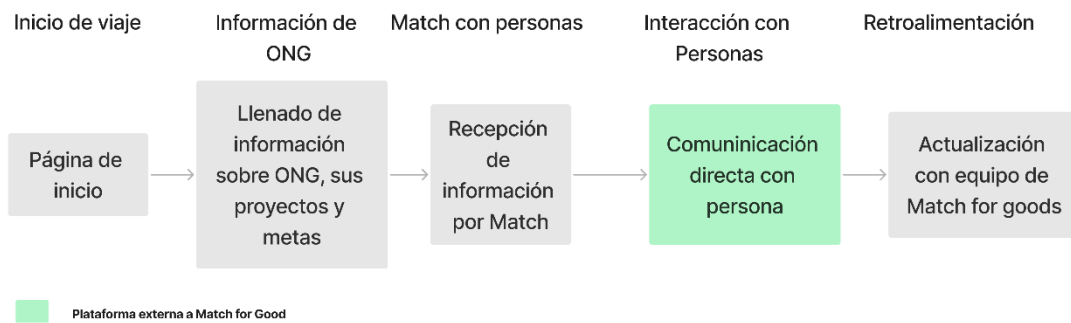 Inicio de viaje
Información de
ONG
Match con personas
Interacción con
Personas
Retroalimentación
Página de
inicio
Llenado de
información
sobre ONG, sus
proyectos y
metas
Recepción
de
información
por Match
Comuninicación
directa con
persona
Actualización
con equipo de
Match for goods
Plataforma externa a Match for Good